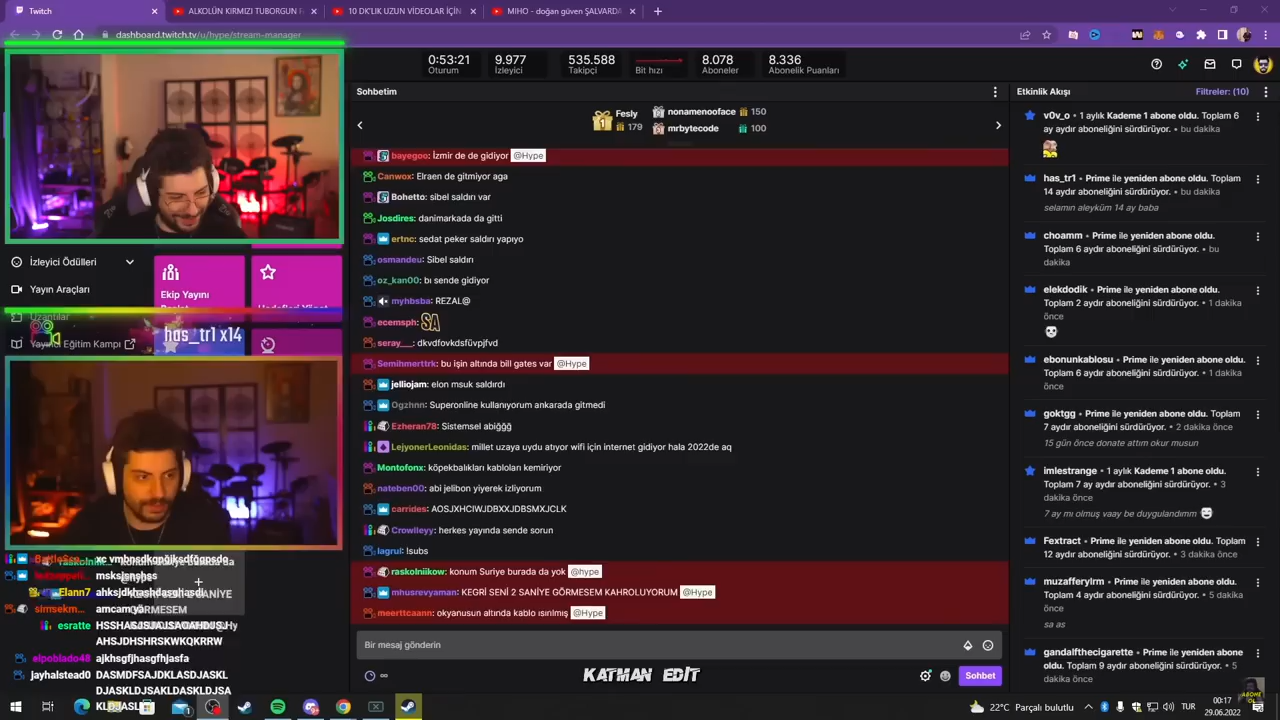 Twitch
ALKOLÜN KIRMIZI TUBORGUN F
10 DK'LIK UZUN VİDEOLAR İÇİN
MIHO - doğan güven ŞALVARDA
dashboard.twitch.tv/u/hype/stream-manager
0:53:21
Oturum
9.977
İzleyici
535.588
Takipçi
Bit hızı
8.078
Aboneler
8.336
Abonelik Puanları
Sohbetim
Fesly
179
nonamenooface 150
mrbytecode 100
bayegoo: İzmir de de gidiyor @Hype
Canwox: Elraen de gitmiyor aga
Bohetto: sibel saldırı var
Josdires: danimarkada da gitti
ertnc: sedat peker saldırı yapıyo
osmandeu: Sibel saldırı
oz_kan00: bı sende gidiyor
myhbsba: REZAL@
ecemsph: SA
seray___: dkvdfovkdsfüvpjfvd
Semihmerttrk: bu işin altında bill gates var @Hype
jelliojam: elon msuk saldırdı
Ogzhnn: Superonline kullanıyorum ankarada gitmedi
Ezheran78: Sistemsel abiğğğ
LejyonerLeonidas: millet uzaya uydu atıyor wifi için internet gidiyor hala 2022de aq
Montofonx: köpekbalıkları kabloları kemiriyor
nateben00: abi jelibon yiyerek izliyorum
carrides: AOSJXHCIWJDBXXJDBSMXJCLK
Crowileyy: herkes yayında sende sorun
lagrul: !subs
raskolniikow: konum Suriye burada da yok @hype
mhusrevyaman: KEGRİ SENİ 2 SANİYE GÖRMESEM KAHROLUYORUM @Hype
meerttcaann: okyanusun altında kablo ısırılmış @Hype
Bir mesaj gönderin
Sohbet
KATMAN EDİT
Etkinlik Akışı
Filtreler: (10)
v0v_o • 1 aylık Kademe 1 abone oldu. Toplam 6 ay aydır aboneliğini sürdürüyor. • bu dakika
has_tr1 • Prime ile yeniden abone oldu. Toplam 14 aydır aboneliğini sürdürüyor. • bu dakika
selamın aleyküm 14 ay baba
choamm • Prime ile yeniden abone oldu. Toplam 6 aydır aboneliğini sürdürüyor. • bu dakika
elekdodik • Prime ile yeniden abone oldu. Toplam 2 aydır aboneliğini sürdürüyor. • 1 dakika önce
ebonunkablosu • Prime ile yeniden abone oldu. Toplam 6 aydır aboneliğini sürdürüyor. • 1 dakika önce
goktgg • Prime ile yeniden abone oldu. Toplam 7 aydır aboneliğini sürdürüyor. • 2 dakika önce
15 gün önce donate attım okur musun
imlestrange • 1 aylık Kademe 1 abone oldu. Toplam 7 ay aydır aboneliğini sürdürüyor. • 3 dakika önce
7 ay mı olmuş vaay be duygulandımm
Fextract • Prime ile yeniden abone oldu. Toplam 12 aydır aboneliğini sürdürüyor. • 3 dakika önce
muzafferylrm • Prime ile yeniden abone oldu. Toplam 4 aydır aboneliğini sürdürüyor. • 5 dakika önce
sa as
gandalfthecigarette • Prime ile yeniden abone oldu. Toplam 9 aydır aboneliğini sürdürüyor. • 5 dakika önce
İzleyici Ödülleri
Yayın Araçları
Uzantılar
Yayıncı Eğitim Kampı
Ekip Yayını
has_tr1 x14
Elann7
amcamyü
esratte
elpoblado48 ajkhsgfjhasgfhjasfa
jayhalstead0 DASMDFSAJDKLASDJASKL
DJASKLDJSAKLDJASKLDJ
22°C Parçalı bulutlu
TUR
00:17
29.06.2022